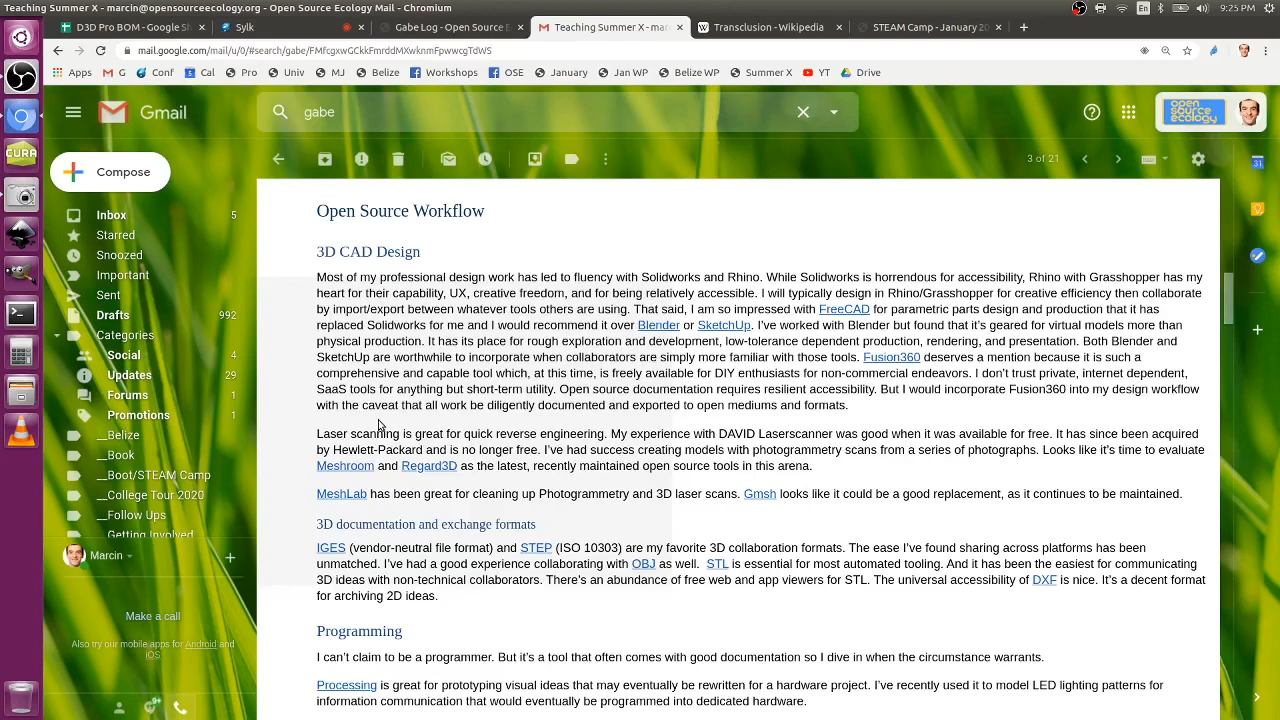 Teaching Summer X - marcin@opensourceecology.org - Open Source Ecology Mail - Chromium
En
9:25 PM
D3D Pro BOM - Google Sh
Sylk
Gabe Log - Open Source E
Teaching Summer X - mar
Transclusion - Wikipedia
STEAM Camp - January 20
mail.google.com/mail/u/0/#search/gabe/FMfcgxwGCkkFmrddMXwknmFpwwcgTdWS
Apps
G
Conf
Cal
Pro
Univ
MJ
Belize
Workshops
OSE
January
Jan WP
Belize WP
Summer X
YT
Drive
Gmail
gabe
open source ecology
3 of 21
31
Compose
Inbox 5
Starred
Snoozed
Important
Sent
Drafts 992
Categories
Social 4
Updates 29
Forums 1
Promotions 1
__Belize
__Book
__Boot/STEAM Camp
__College Tour 2020
__Follow Ups
__Getting Involved
Marcin
Make a call
Also try our mobile apps for Android and
iOS
CURA
Open Source Workflow
3D CAD Design
Most of my professional design work has led to fluency with Solidworks and Rhino. While Solidworks is horrendous for accessibility, Rhino with Grasshopper has my
heart for their capability, UX, creative freedom, and for being relatively accessible. I will typically design in Rhino/Grasshopper for creative efficiency then collaborate
by import/export between whatever tools others are using. That said, I am so impressed with FreeCAD for parametric parts design and production that it has
replaced Solidworks for me and I would recommend it over Blender or SketchUp. I've worked with Blender but found that it's geared for virtual models more than
physical production. It has its place for rough exploration and development, low-tolerance dependent production, rendering, and presentation. Both Blender and
SketchUp are worthwhile to incorporate when collaborators are simply more familiar with those tools. Fusion360 deserves a mention because it is such a
comprehensive and capable tool which, at this time, is freely available for DIY enthusiasts for non-commercial endeavors. I don't trust private, internet dependent,
SaaS tools for anything but short-term utility. Open source documentation requires resilient accessibility. But I would incorporate Fusion360 into my design workflow
with the caveat that all work be diligently documented and exported to open mediums and formats.
Laser scanning is great for quick reverse engineering. My experience with DAVID Laserscanner was good when it was available for free. It has since been acquired
by Hewlet-Packard and is no longer free. I've had success creating models with photogrammetry scans from a series of photographs. Looks like it's time to evaluate
Meshroom and Regard3D as the latest, recently maintained open source tools in this arena.
MeshLab has been great for cleaning up Photogrammetry and 3D laser scans. Gmsh looks like it could be a good replacement, as it continues to be maintained.
3D documentation and exchange formats
IGES (vendor-neutral file format) and STEP (ISO 10303) are my favorite 3D collaboration formats. The ease I've found sharing across platforms has been
unmatched. I've had a good experience collaborating with OBJ as well.  STL is essential for most automated tooling. And it has been the easiest for communicating
3D ideas with non-technical collaborators. There's an abundance of free web and app viewers for STL. The universal accessibility of DXF is nice. It's a decent format
for archiving 2D ideas.
Programming
I can't claim to be a programmer. But it's a tool that often comes with good documentation so I dive in when the circumstance warrants.
Processing is great for prototyping visual ideas that may eventually be rewritten for a hardware project. I've recently used it to model LED lighting patterns for
information communication that would eventually be programmed into dedicated hardware.